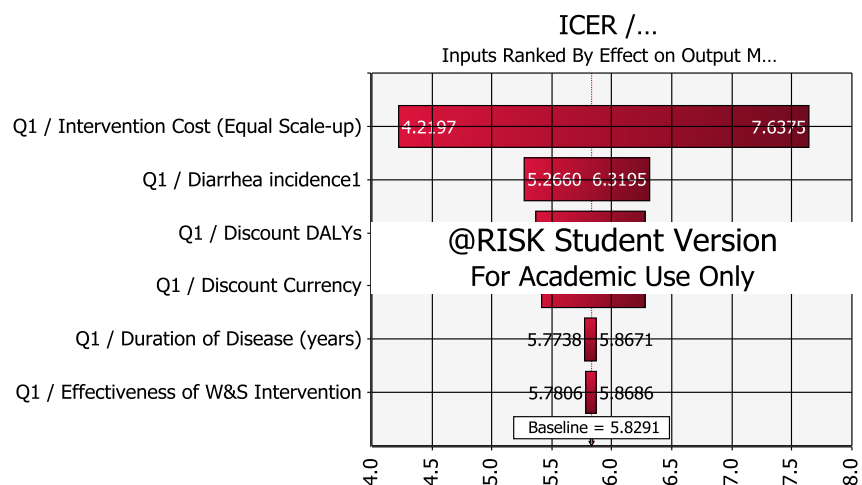 ICER /...
Inputs Ranked By Effect on Output M...
Q1 / Intervention Cost (Equal Scale-up)
4.2197 7.6375
Q1 / Diarrhea incidence1
5.2660 6.3195
Q1 / Discount DALYs
@RISK Student Version
For Academic Use Only
Q1 / Discount Currency
Q1 / Duration of Disease (years)
5.7738 5.8671
Q1 / Effectiveness of W&S Intervention
5.7806 5.8686
Baseline = 5.8291
4.0 4.5 5.0 5.5 6.0 6.5 7.0 7.5 8.0